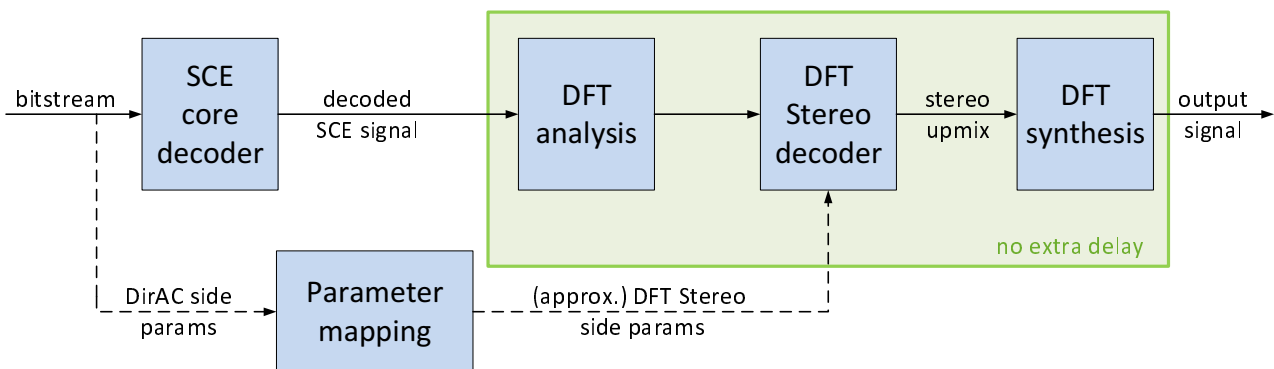 bitstream
SCE
core
decoder
decoded
SCE signal
DFT
analysis
DFT
Stereo
decoder
stereo
upmix
DFT
synthesis
output
signal
no extra delay
DirAC side
params
Parameter
mapping
(approx.) DFT Stereo
side params